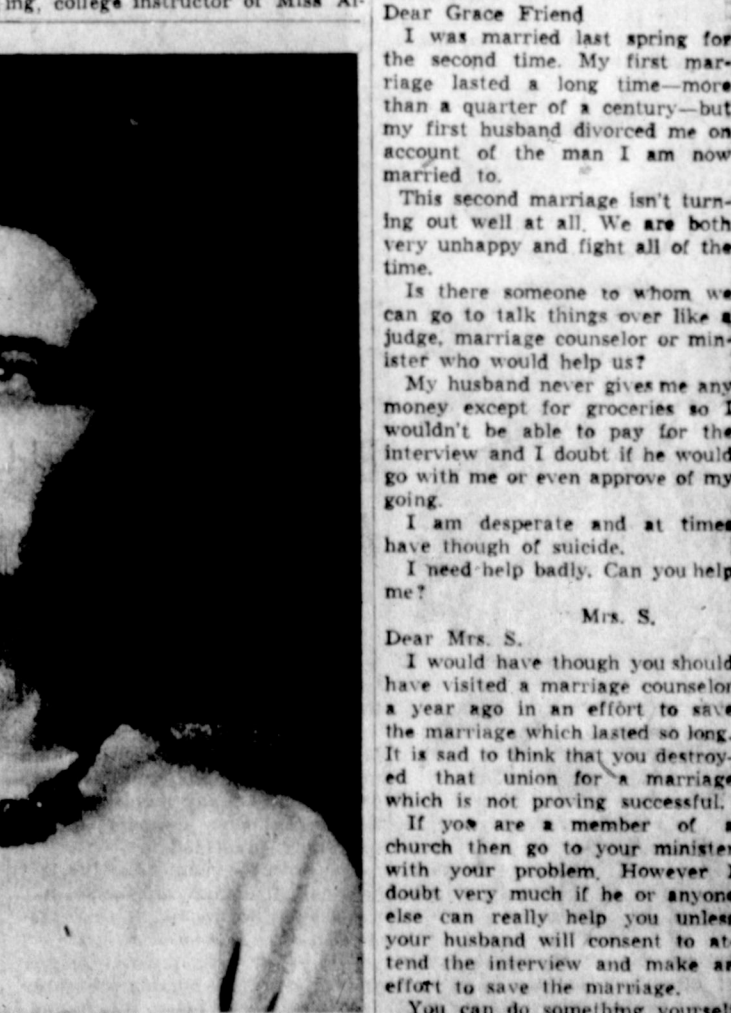 ing, college instructor of Miss Al-
Dear Grace Friend
I was married last spring for
the second time. My first mar-
riage lasted a long time—more
than a quarter of a century—but
my first husband divorced me on
account of the man I am now
married to.
This second marriage isn't turn-
ing out well at all. We are both
very unhappy and fight all of the
time.
Is there someone to whom we
can go to talk things over like a
judge, marriage counselor or min-
ister who would help us?
My husband never gives me any
money except for groceries so I
wouldn't be able to pay for the
interview and I doubt if he would
go with me or even approve of my
going.
I am desperate and at times
have though of suicide.
I need help badly. Can you help
me?
Mrs. S.
Dear Mrs. S.
I would have though you should
have visited a marriage counselor
a year ago in an effort to save
the marriage which lasted so long.
It is sad to think that you destroy-
ed that union for a marriage
which is not proving successful.
If you are a member of a
church then go to your minister
with your problem. However I
doubt very much if he or anyone
else can really help you unless
your husband will consent to at
tend the interview and make an
effort to save the marriage.
You can do something yourself